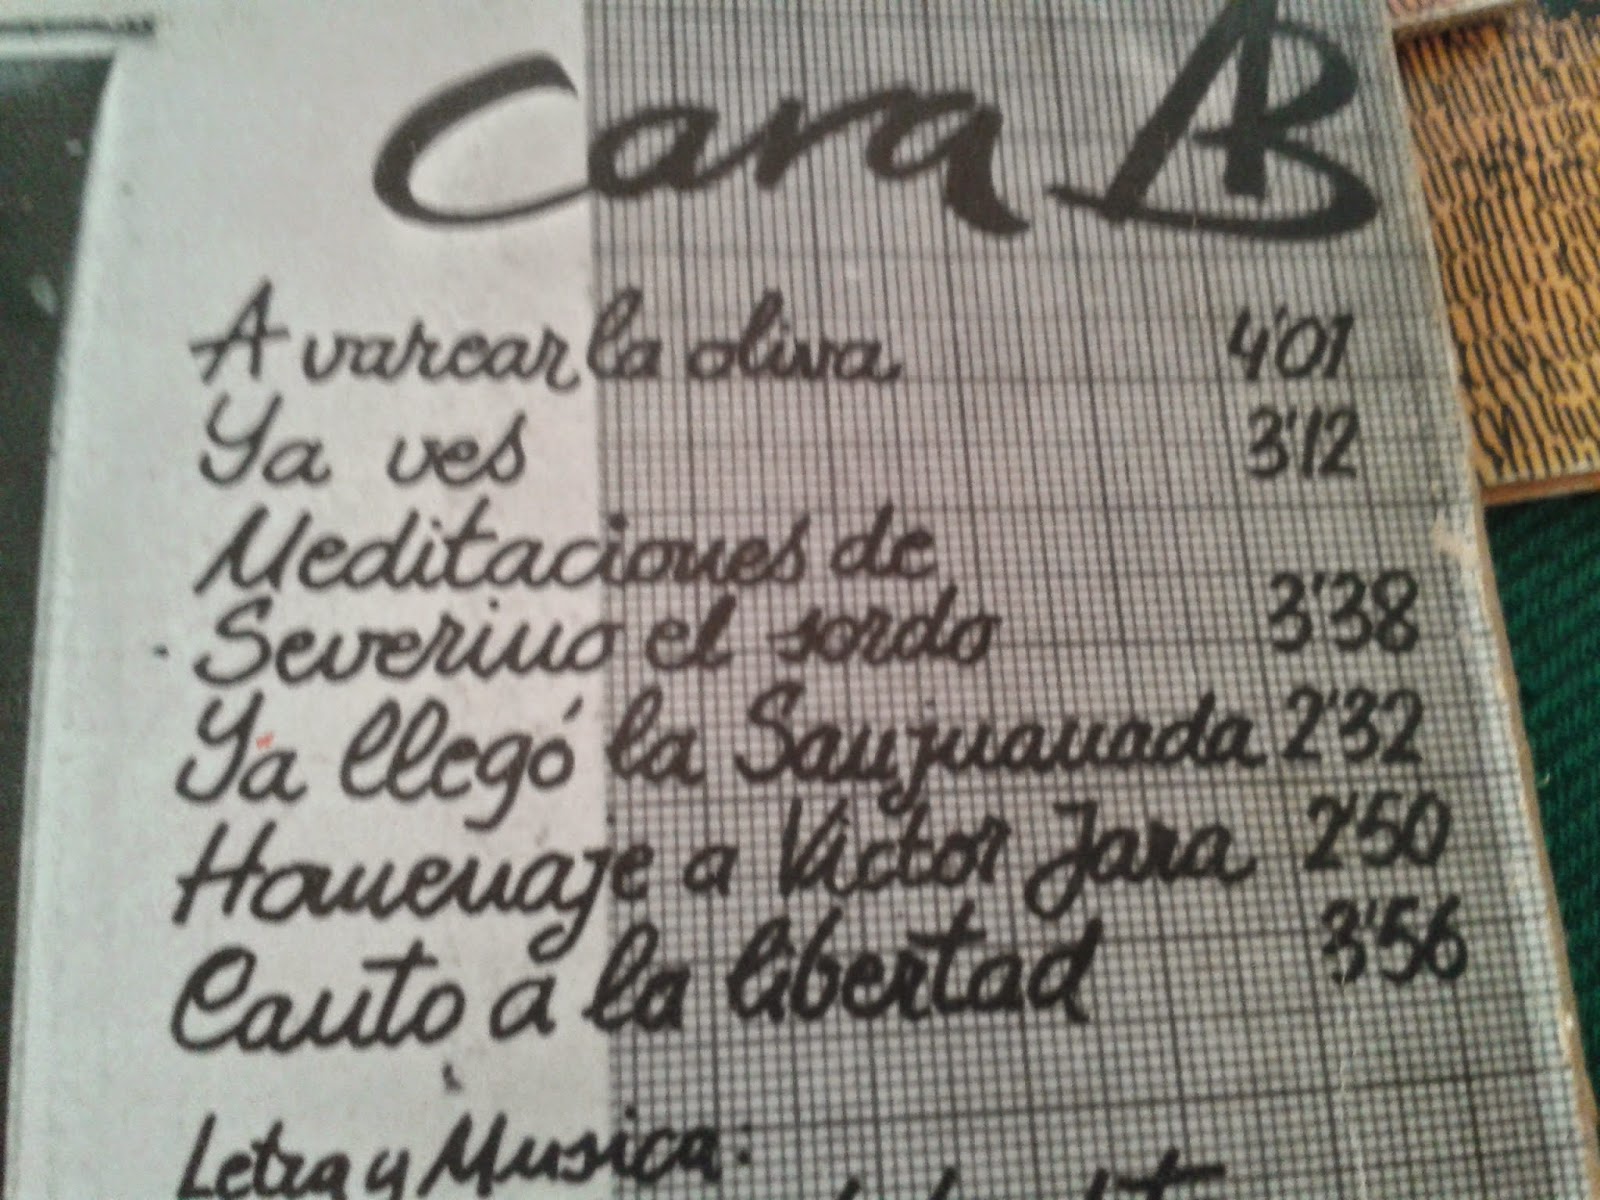 Cara B
A varear la oliva 4'01
Ya ves 3'12
Meditaciones de
Severino el sordo 3'38
Ya llegó la Sanjuanada 2'32
Homenaje a Victor Jara 2'50
Canto a la libertad 3'56
Letra y Musica: